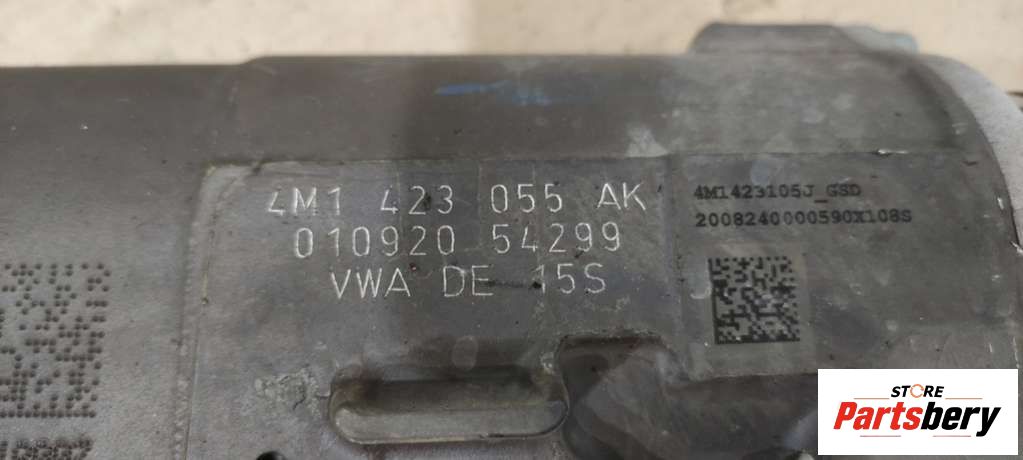 4M1 423 055 AK
010920 54299
VWA DE 15S
4M1423105J_GSD
2008240000590X108S
STORE
Partsbery